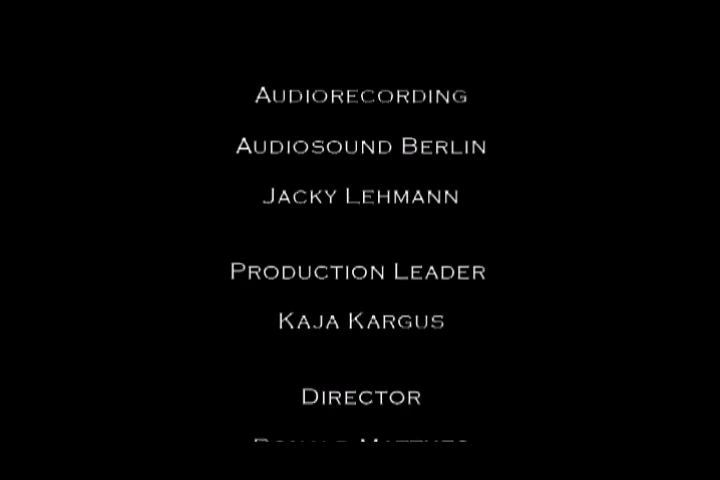 Audiorecording
Audiosound Berlin
Jacky Lehmann
Production Leader
Kaja Kargus
Director